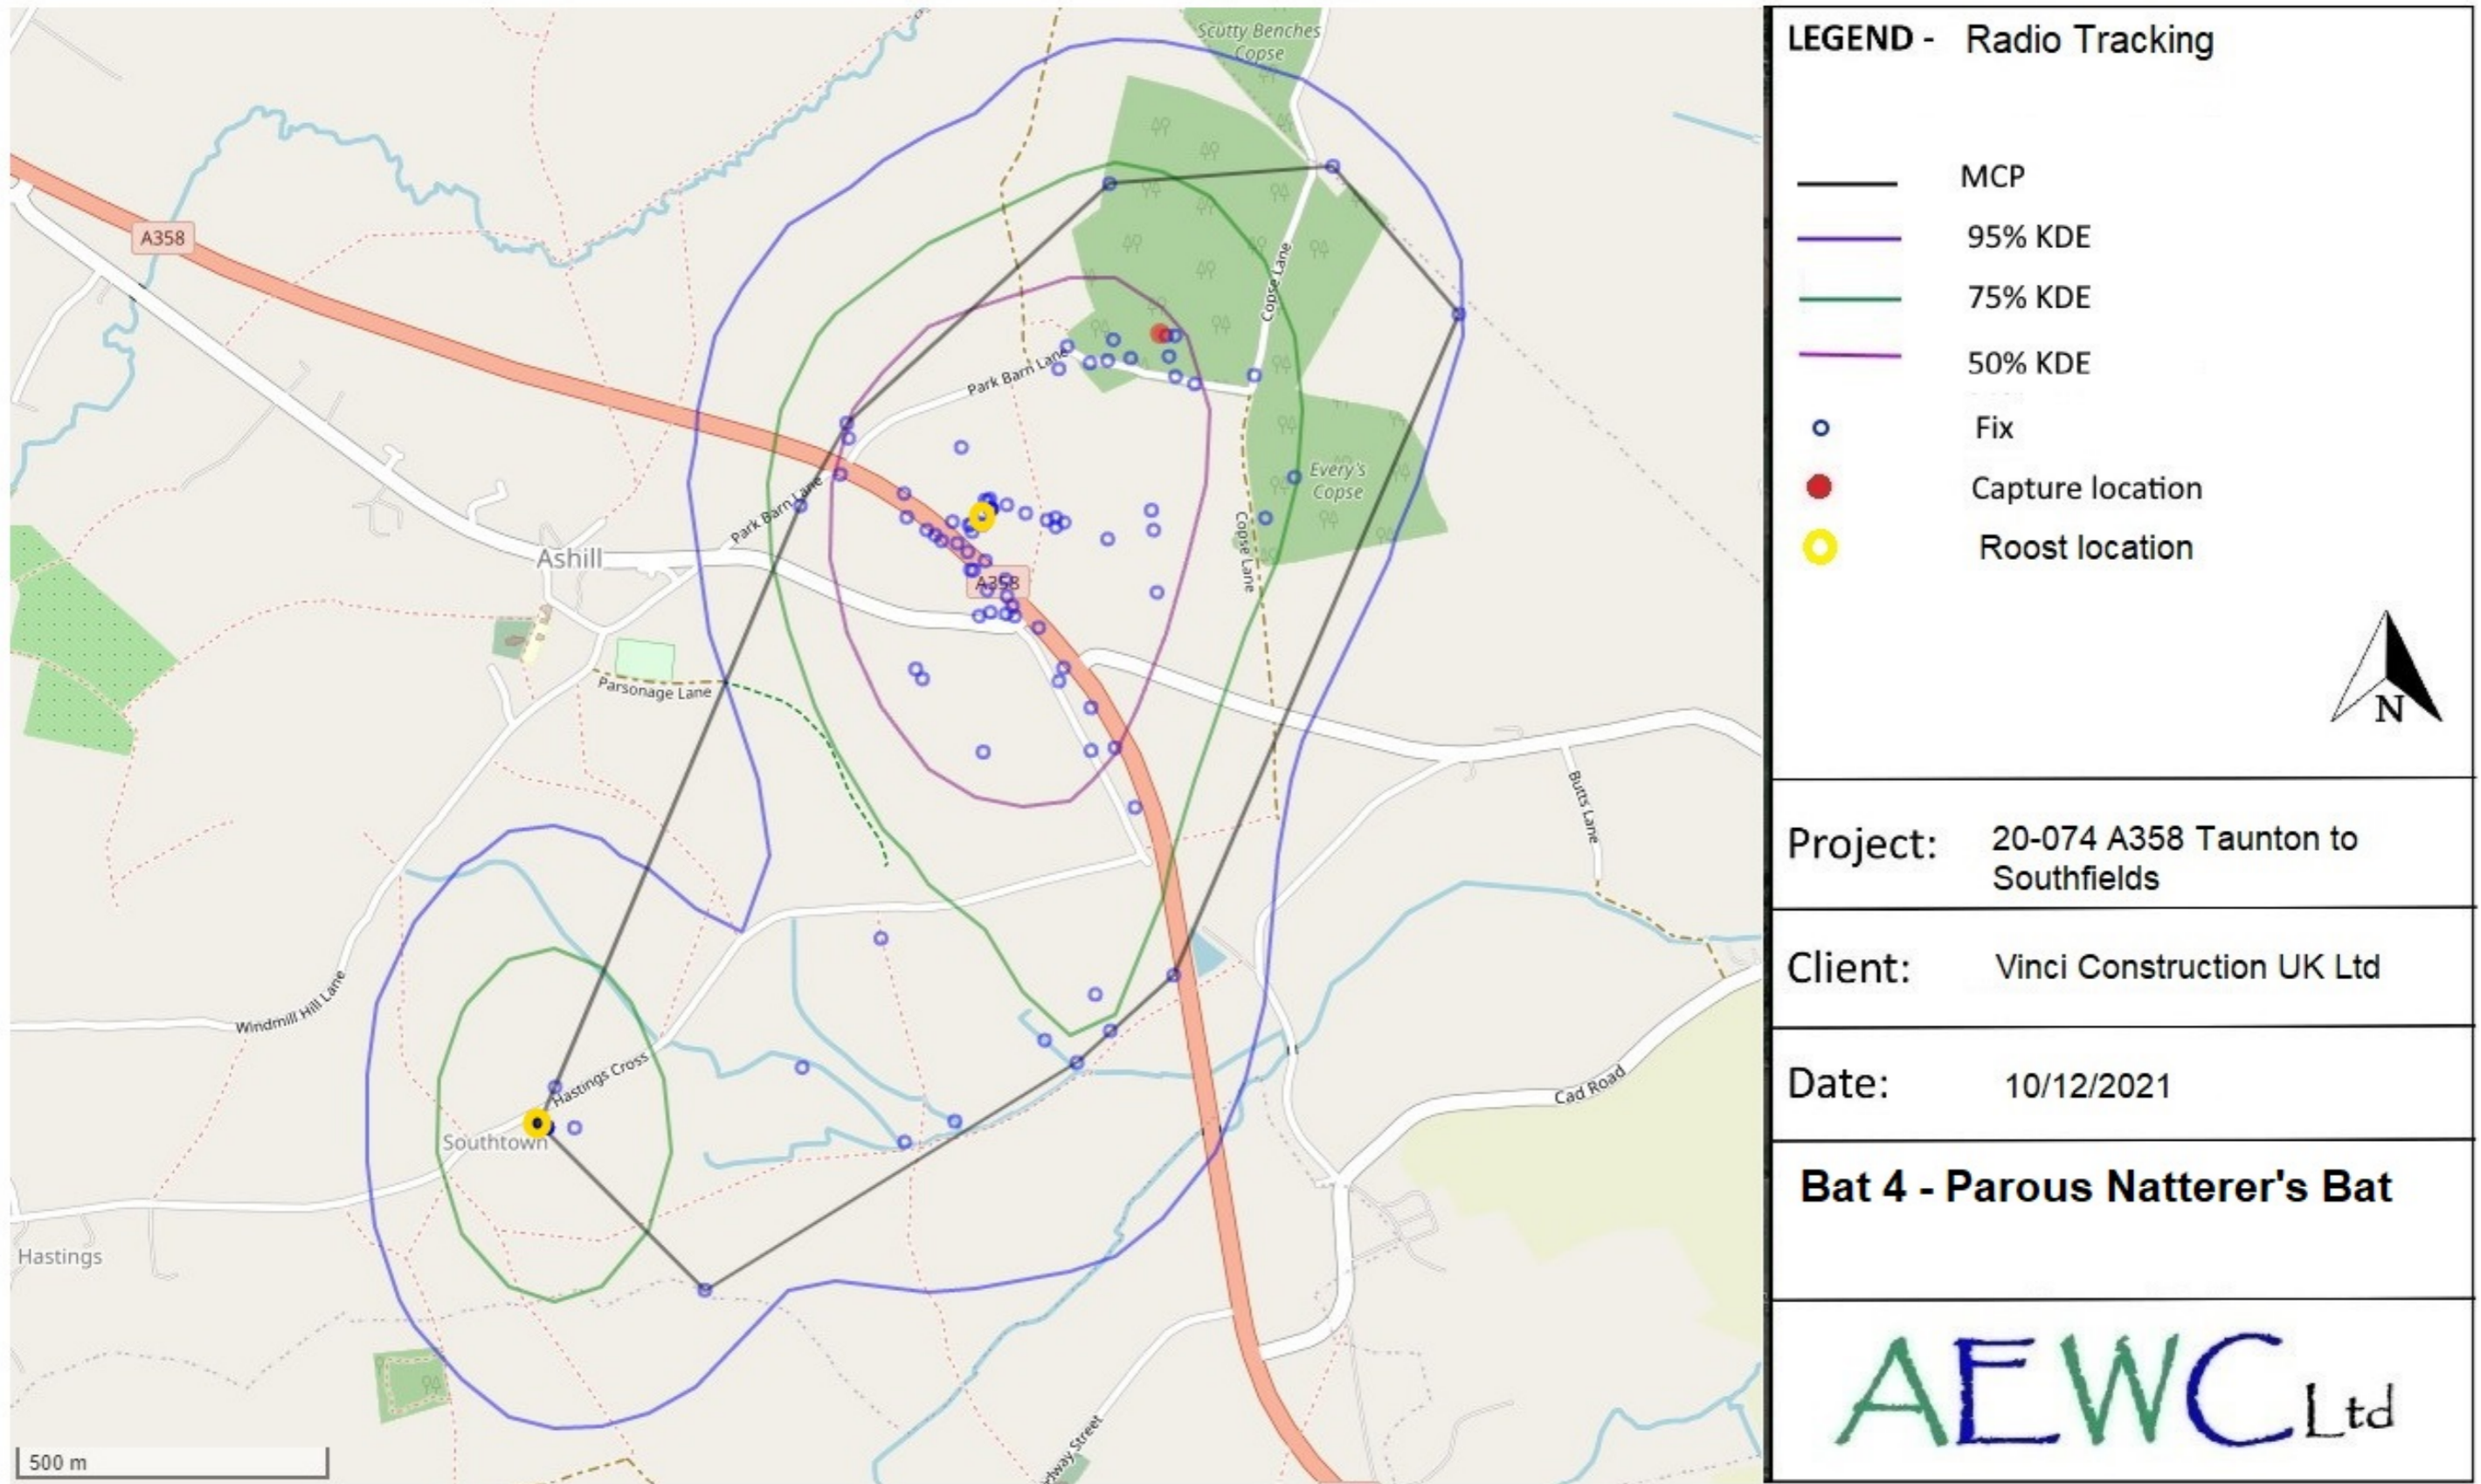 Scutty Benches
Copse
A358
Copse Lane
Park Barn Lane
Every's
Copse
Park Barn Lane
Copse Lane
Ashill
A358
Parsonage Lane
Butts Lane
Windmill Hill Lane
Hastings Cross
Southtown
Cad Road
Hastings
500 m
LEGEND - Radio Tracking
MCP
95% KDE
75% KDE
50% KDE
Fix
Capture location
Roost location
N
Project: 20-074 A358 Taunton to
Southfields
Client: Vinci Construction UK Ltd
Date: 10/12/2021
Bat 4 - Parous Natterer's Bat
AEWC Ltd